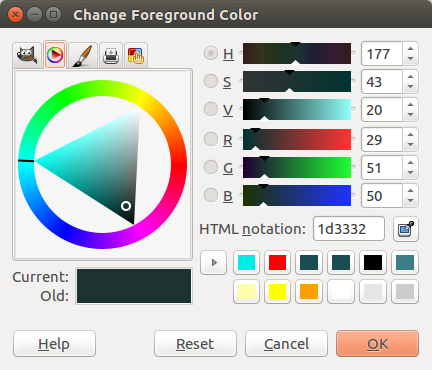 Change Foreground Color
H 177
S 43
V 20
R 29
G 51
B 50
HTML notation: 1d3332
Current:
Old:
Help Reset Cancel OK